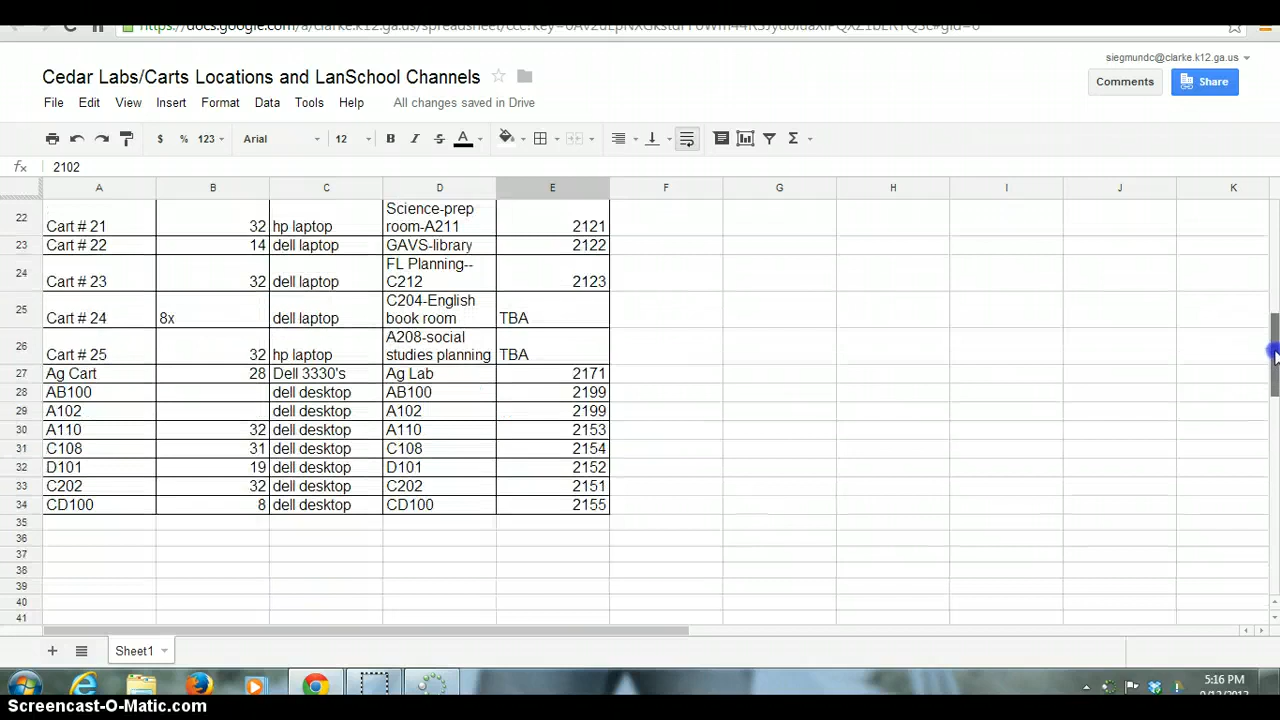 siegmundc@clarke.k12.ga.us
Cedar Labs/Carts Locations and LanSchool Channels
Comments
Share
File Edit View Insert Format Data Tools Help All changes saved in Drive
$ % 123 Arial 12 B I S A Σ
fx 2102
A B C D E F G H I J K
22 Cart # 21 32 hp laptop Science-prep room-A211 2121
23 Cart # 22 14 dell laptop GAVS-library 2122
24 Cart # 23 32 dell laptop FL Planning--C212 2123
25 Cart # 24 8x dell laptop C204-English book room TBA
26 Cart # 25 32 hp laptop A208-social studies planning TBA
27 Ag Cart 28 Dell 3330's Ag Lab 2171
28 AB100 dell desktop AB100 2199
29 A102 dell desktop A102 2199
30 A110 32 dell desktop A110 2153
31 C108 31 dell desktop C108 2154
32 D101 19 dell desktop D101 2152
33 C202 32 dell desktop C202 2151
34 CD100 8 dell desktop CD100 2155
35
36
37
38
39
40
41
+ Sheet1
5:16 PM
Screencast-O-Matic.com